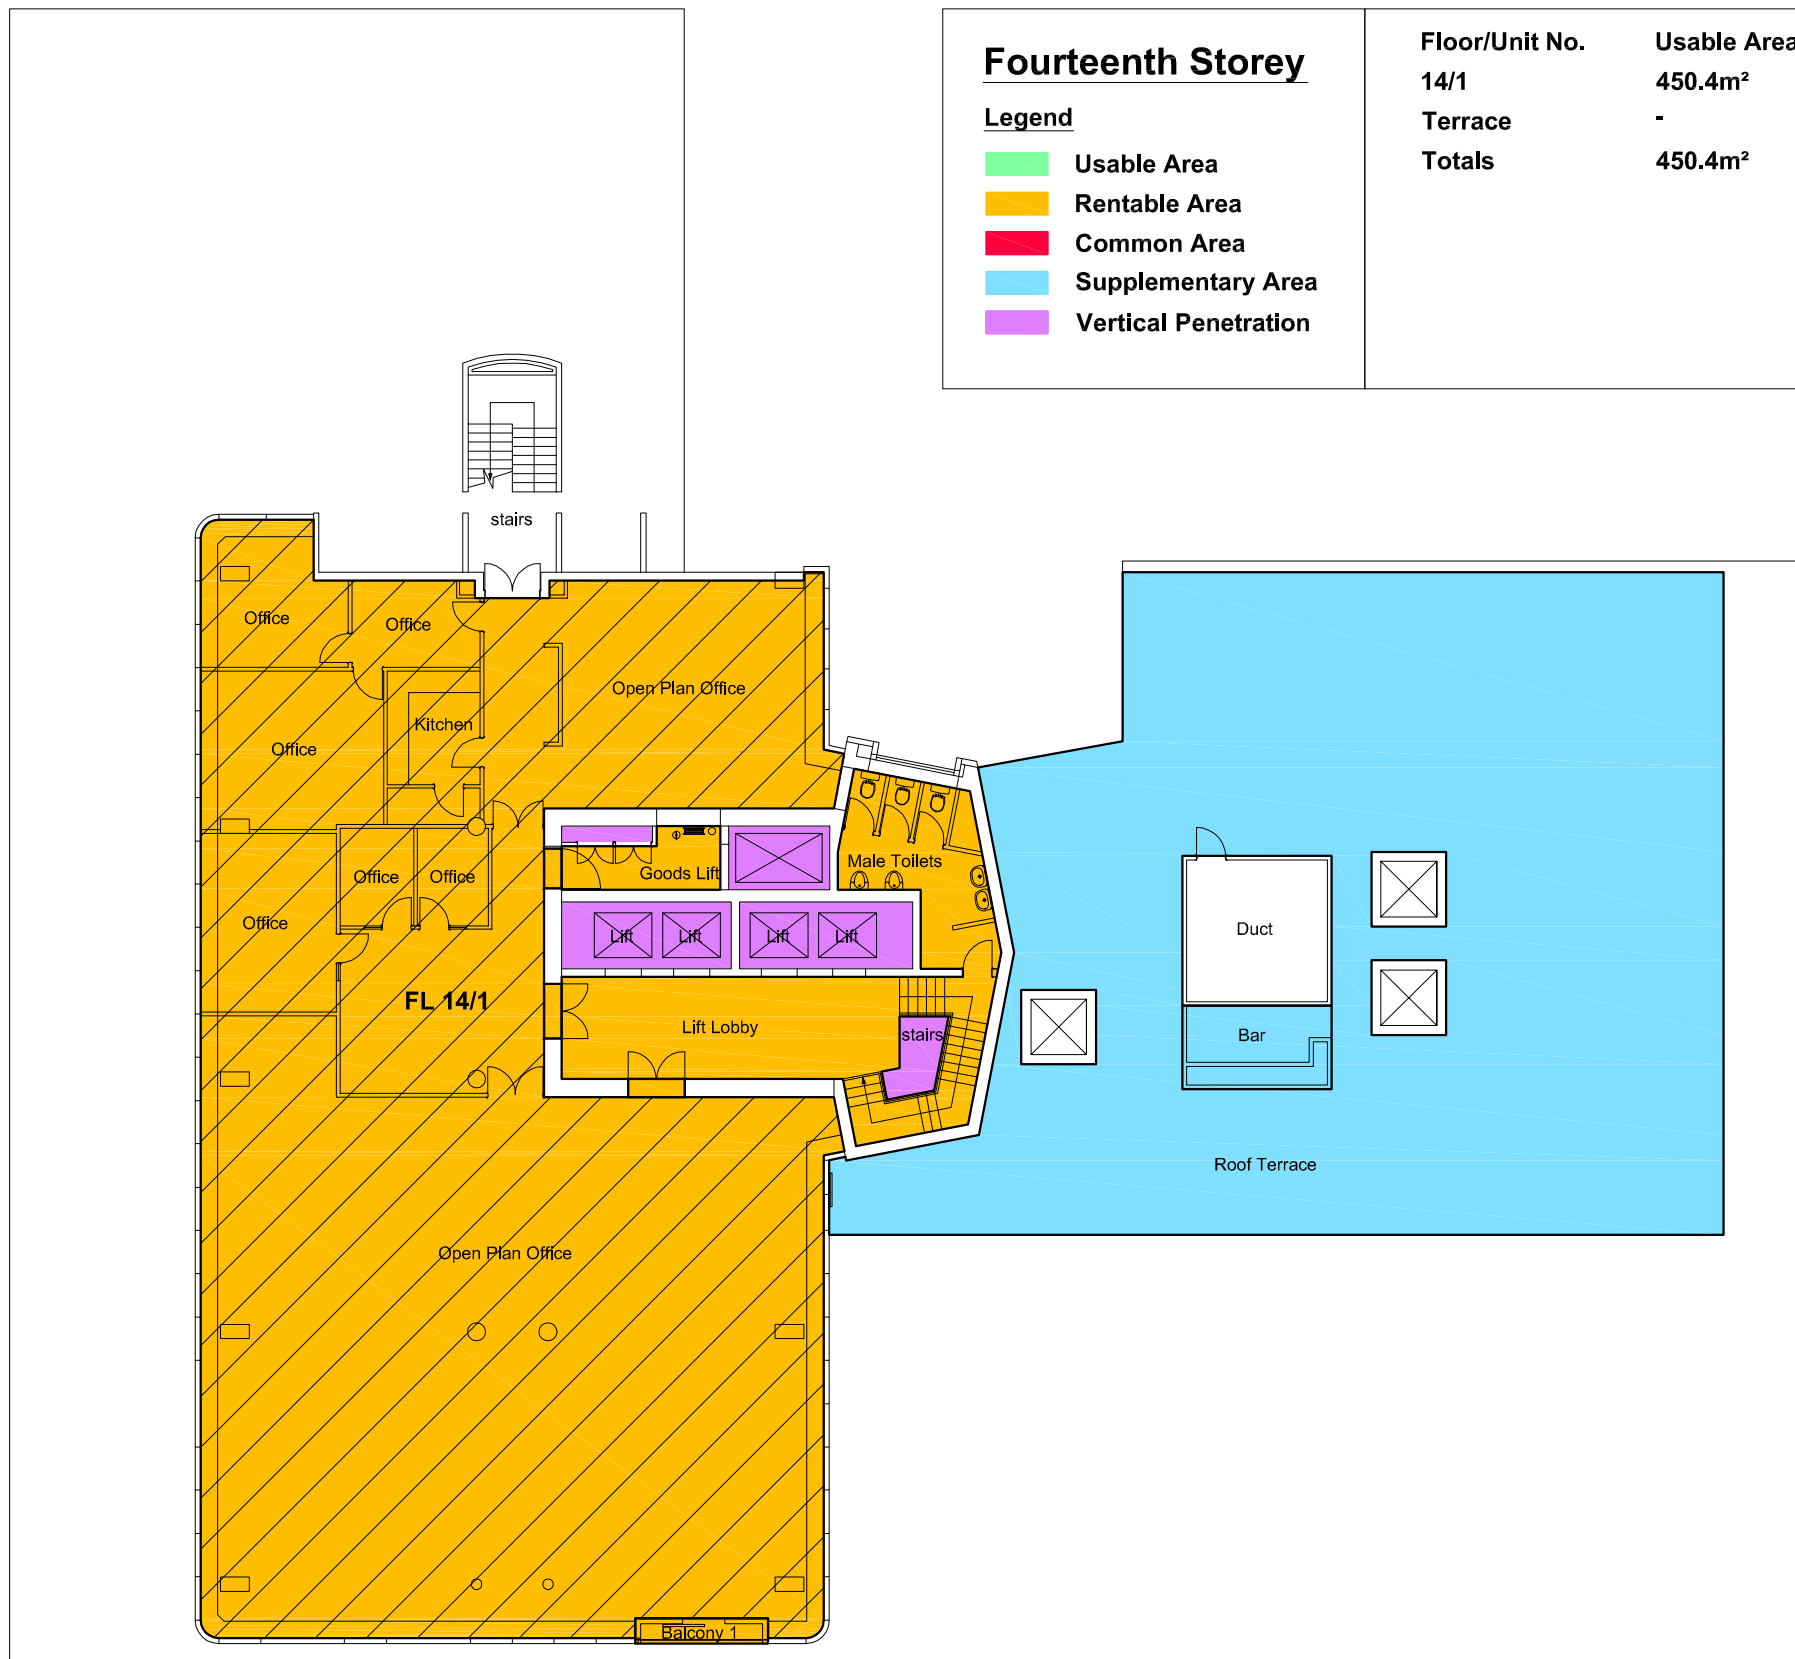 Fourteenth Storey
Legend
Usable Area
Rentable Area
Common Area
Supplementary Area
Vertical Penetration
Floor/Unit No. Usable Area
14/1 450.4m²
Terrace -
Totals 450.4m²
stairs
Office
Office
Open Plan Office
Kitchen
Office
Male Toilets
Goods Lift
Office
Office
Office
Lift
Lift
Lift
Lift
Duct
FL 14/1
Lift Lobby
stairs
Bar
Roof Terrace
Open Plan Office
Balcony 1